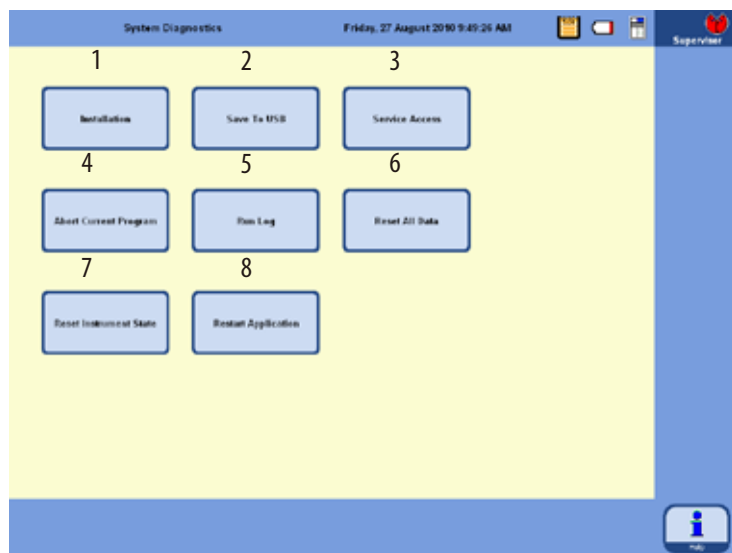 System Diagnostics
Friday, 27 August 2010 9:49:26 AM
Supervisor
1 2 3
Installation
Save To USB
Service Access
4 5 6
Abort Current Program
Run Log
Reset All Data
7 8
Reset Instrument State
Restart Application
i
Help